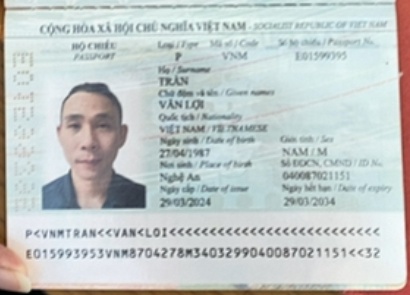 CỘNG HÒA XÃ HỘI CHỦ NGHĨA VIỆT NAM - SOCIALIST REPUBLIC OF VIET NAM
HỘ CHIẾU Loại / Type Mã số / Code Số hộ chiếu / Passport No
PASSPORT P VNM E01599395
Họ / Surname
TRẦN
Chữ đệm và tên / Given names
VĂN LỢI
Quốc tịch / Nationality
VIỆT NAM / VIETNAMESE
Ngày sinh / Date of birth Giới tính / Sex
27/04/1987 NAM / M
Nơi sinh / Place of birth Số ĐDCN, CMND / ID No
Nghệ An 040087021151
Ngày cấp / Date of issue Ngày hết hạn / Date of expiry
29/03/2024 29/03/2034
P<VNMTRAN<<VAN<LOI<<<<<<<<<<<<<<<<<<<<<<<<<<
E015993953VNM8704278M3403299040087021151<<32